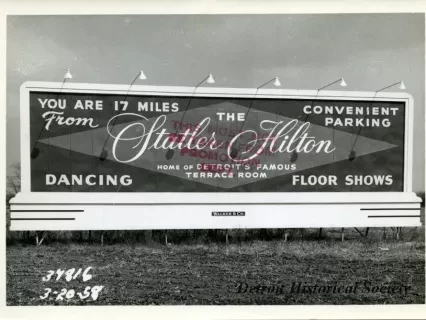 YOU ARE 17 MILES
From
THE
CONVENIENT
PARKING
Statler Hilton
HOME OF DETROIT'S FAMOUS
TERRACE ROOM
DANCING
FLOOR SHOWS
WALKER & CO.
34816
3-20-58
Detroit Historical Society